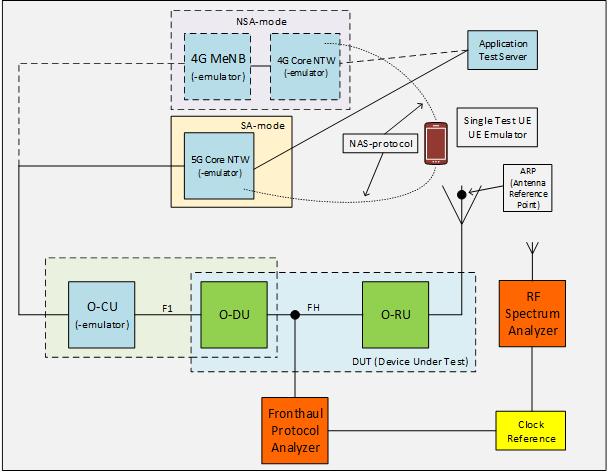 NSA-mode
4G MeNB
(-emulator)
4G Core NTW
(-emulator)
Application
Test Server
SA-mode
5G Core NTW
(-emulator)
NAS-protocol
Single Test UE
UE Emulator
ARP
(Antenna
Reference
Point)
O-CU
(-emulator)
F1
O-DU
FH
O-RU
DUT (Device Under Test)
RF
Spectrum
Analyzer
Fronthaul
Protocol
Analyzer
Clock
Reference